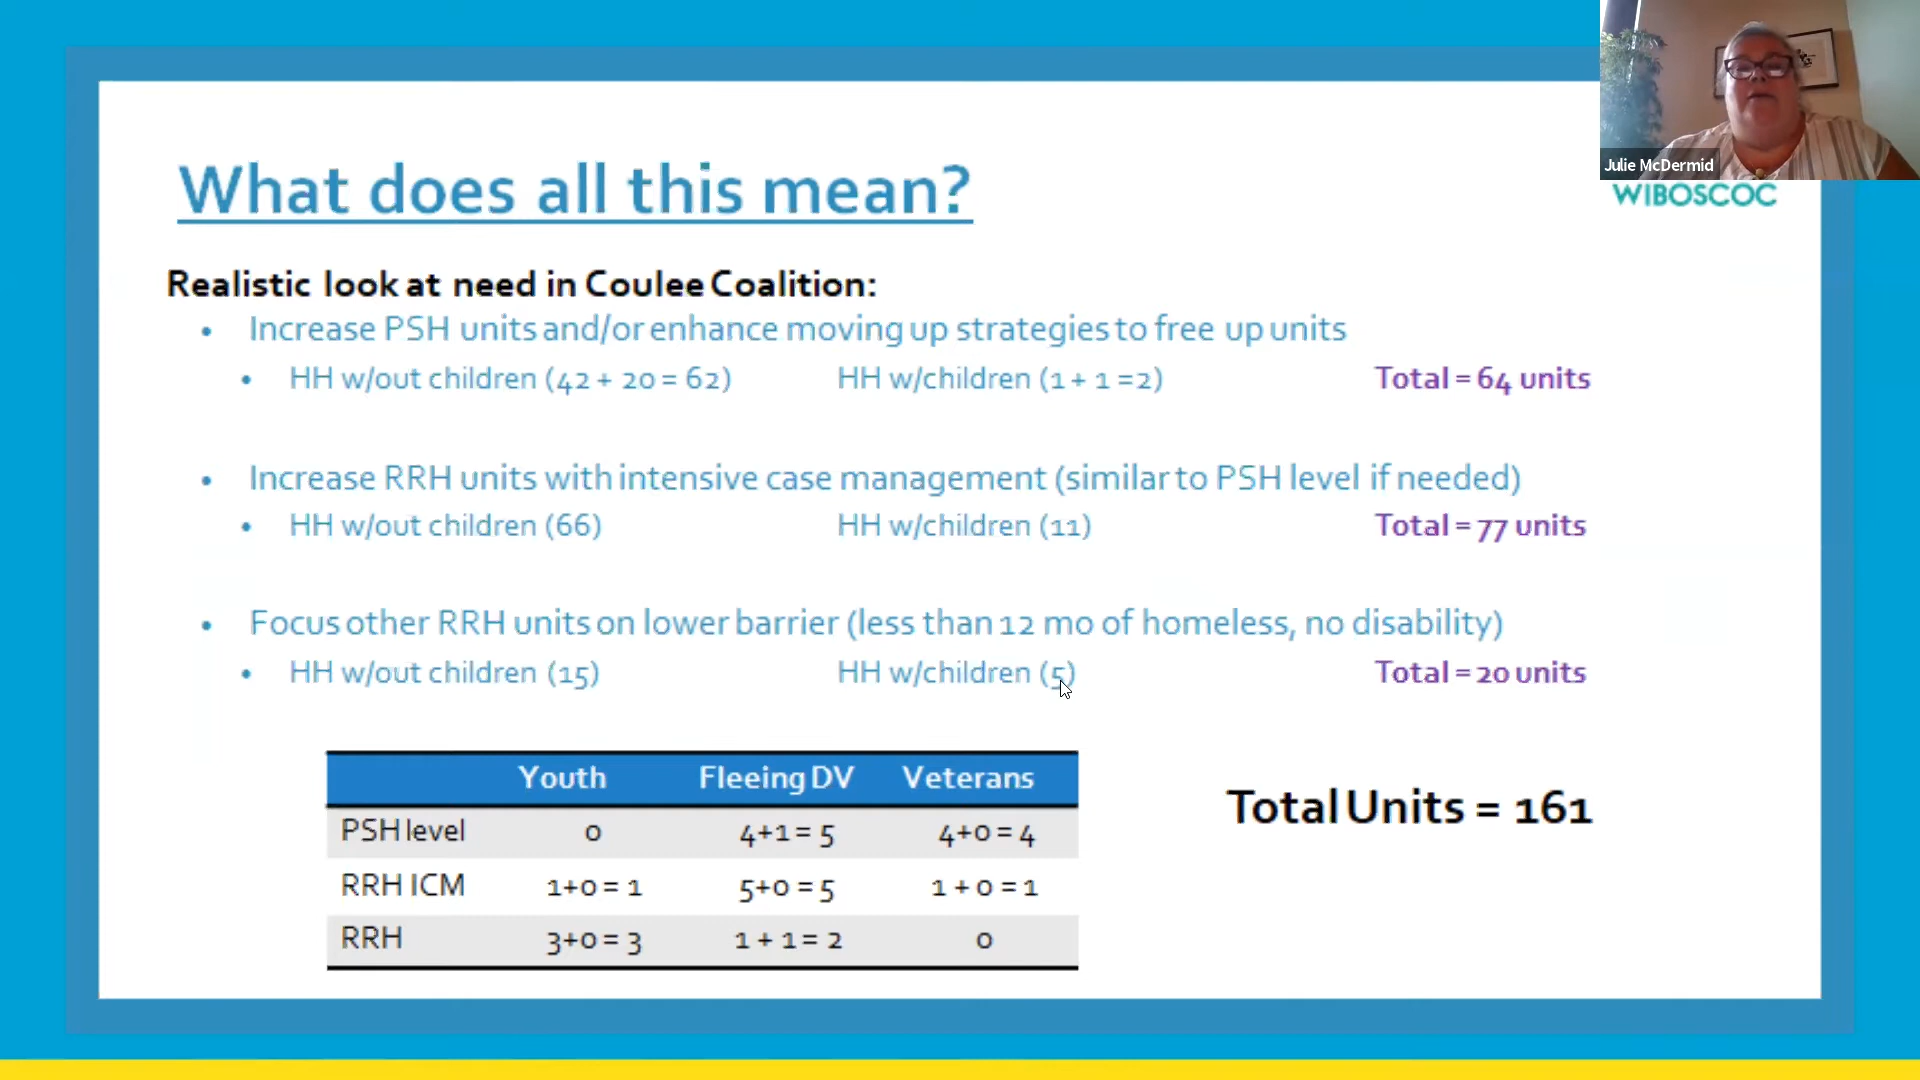 Julie McDermid
WIBOSCOC
What does all this mean?
Realistic look at need in Coulee Coalition:
• Increase PSH units and/or enhance moving up strategies to free up units
• HH w/out children (42 + 20 = 62) HH w/children (1 + 1 =2) Total = 64 units
• Increase RRH units with intensive case management (similar to PSH level if needed)
• HH w/out children (66) HH w/children (11) Total = 77 units
• Focus other RRH units on lower barrier (less than 12 mo of homeless, no disability)
• HH w/out children (15) HH w/children (5) Total = 20 units
Youth Fleeing DV Veterans
PSH level 0 4+1 = 5 4+0 = 4
RRH ICM 1+0 = 1 5+0 = 5 1 + 0 = 1
RRH 3+0 = 3 1 + 1 = 2 0
Total Units = 161